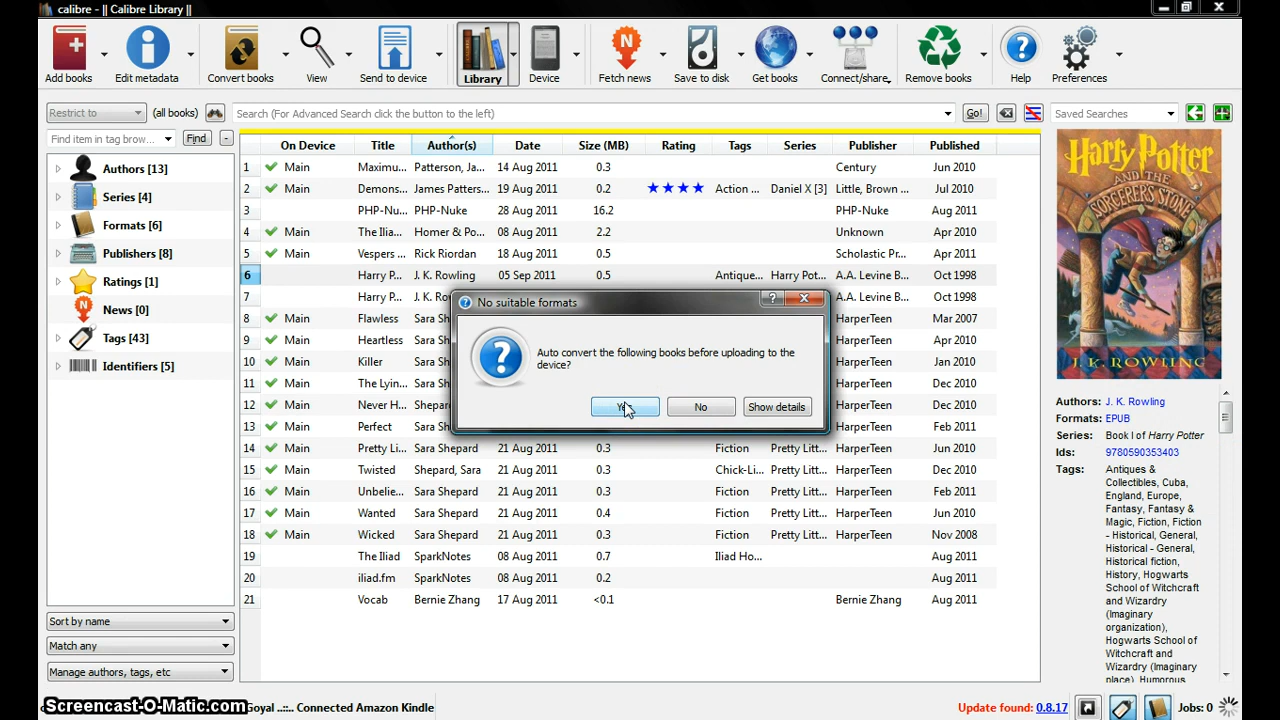 calibre - || Calibre Library ||
Add books
Edit metadata
Convert books
View
Send to device
Library
Device
Fetch news
Save to disk
Get books
Connect/share
Remove books
Help
Preferences
Restrict to
(all books)
Search (For Advanced Search click the button to the left)
Go!
Saved Searches
Find item in tag brow...
Find
-
Authors [13]
Series [4]
Formats [6]
Publishers [8]
Ratings [1]
News [0]
Tags [43]
Identifiers [5]
Sort by name
Match any
Manage authors, tags, etc
On Device Title Author(s) Date Size (MB) Rating Tags Series Publisher Published
1 Main Maximu... Patterson, Ja... 14 Aug 2011 0.3 Century Jun 2010
2 Main Demons... James Patters... 19 Aug 2011 0.2 ★★★★ Action ... Daniel X [3] Little, Brown ... Jul 2010
3 PHP-Nu... PHP-Nuke 28 Aug 2011 16.2 PHP-Nuke Aug 2011
4 Main The Ilia... Homer & Po... 08 Aug 2011 2.2 Unknown Apr 2010
5 Main Vespers ... Rick Riordan 18 Aug 2011 0.5 Scholastic Pr... Apr 2011
6 Harry P... J. K. Rowling 05 Sep 2011 0.5 Antique... Harry Pot... A.A. Levine B... Oct 1998
7 Harry P... J. K. Ro A.A. Levine B... Oct 1998
8 Main Flawless Sara Sh HarperTeen Mar 2007
9 Main Heartless Sara Sh HarperTeen Apr 2010
10 Main Killer Sara Sh HarperTeen Jan 2010
11 Main The Lyin... Sara Sh HarperTeen Dec 2010
12 Main Never H... Shepar HarperTeen Dec 2010
13 Main Perfect Sara Sh HarperTeen Feb 2011
14 Main Pretty Li... Sara Shepard 21 Aug 2011 0.3 Fiction Pretty Litt... HarperTeen Jun 2010
15 Main Twisted Shepard, Sara 21 Aug 2011 0.3 Chick-Li... Pretty Litt... HarperTeen Dec 2010
16 Main Unbelie... Sara Shepard 21 Aug 2011 0.3 Fiction Pretty Litt... HarperTeen Feb 2011
17 Main Wanted Sara Shepard 21 Aug 2011 0.4 Fiction Pretty Litt... HarperTeen Jun 2010
18 Main Wicked Sara Shepard 21 Aug 2011 0.3 Fiction Pretty Litt... HarperTeen Nov 2008
19 The Iliad SparkNotes 08 Aug 2011 0.7 Iliad Ho... Aug 2011
20 iliad.fm SparkNotes 08 Aug 2011 0.2 Aug 2011
21 Vocab Bernie Zhang 17 Aug 2011 <0.1 Bernie Zhang Aug 2011
No suitable formats
Auto convert the following books before uploading to the
device?
Yes
No
Show details
Harry Potter
AND THE
SORCERER'S STONE
J. K. ROWLING
Authors: J. K. Rowling
Formats: EPUB
Series: Book I of Harry Potter
Ids: 9780590353403
Tags: Antiques &
Collectibles, Cuba,
England, Europe,
Fantasy, Fantasy &
Magic, Fiction, Fiction
- Historical, General,
Historical - General,
Historical fiction,
History, Hogwarts
School of Witchcraft
and Wizardry
(Imaginary
organization),
Hogwarts School of
Witchcraft and
Wizardry (Imaginary
place), Humorous
Screencast-O-Matic.com
Goyal ..::.. Connected Amazon Kindle
Update found: 0.8.17
Jobs: 0